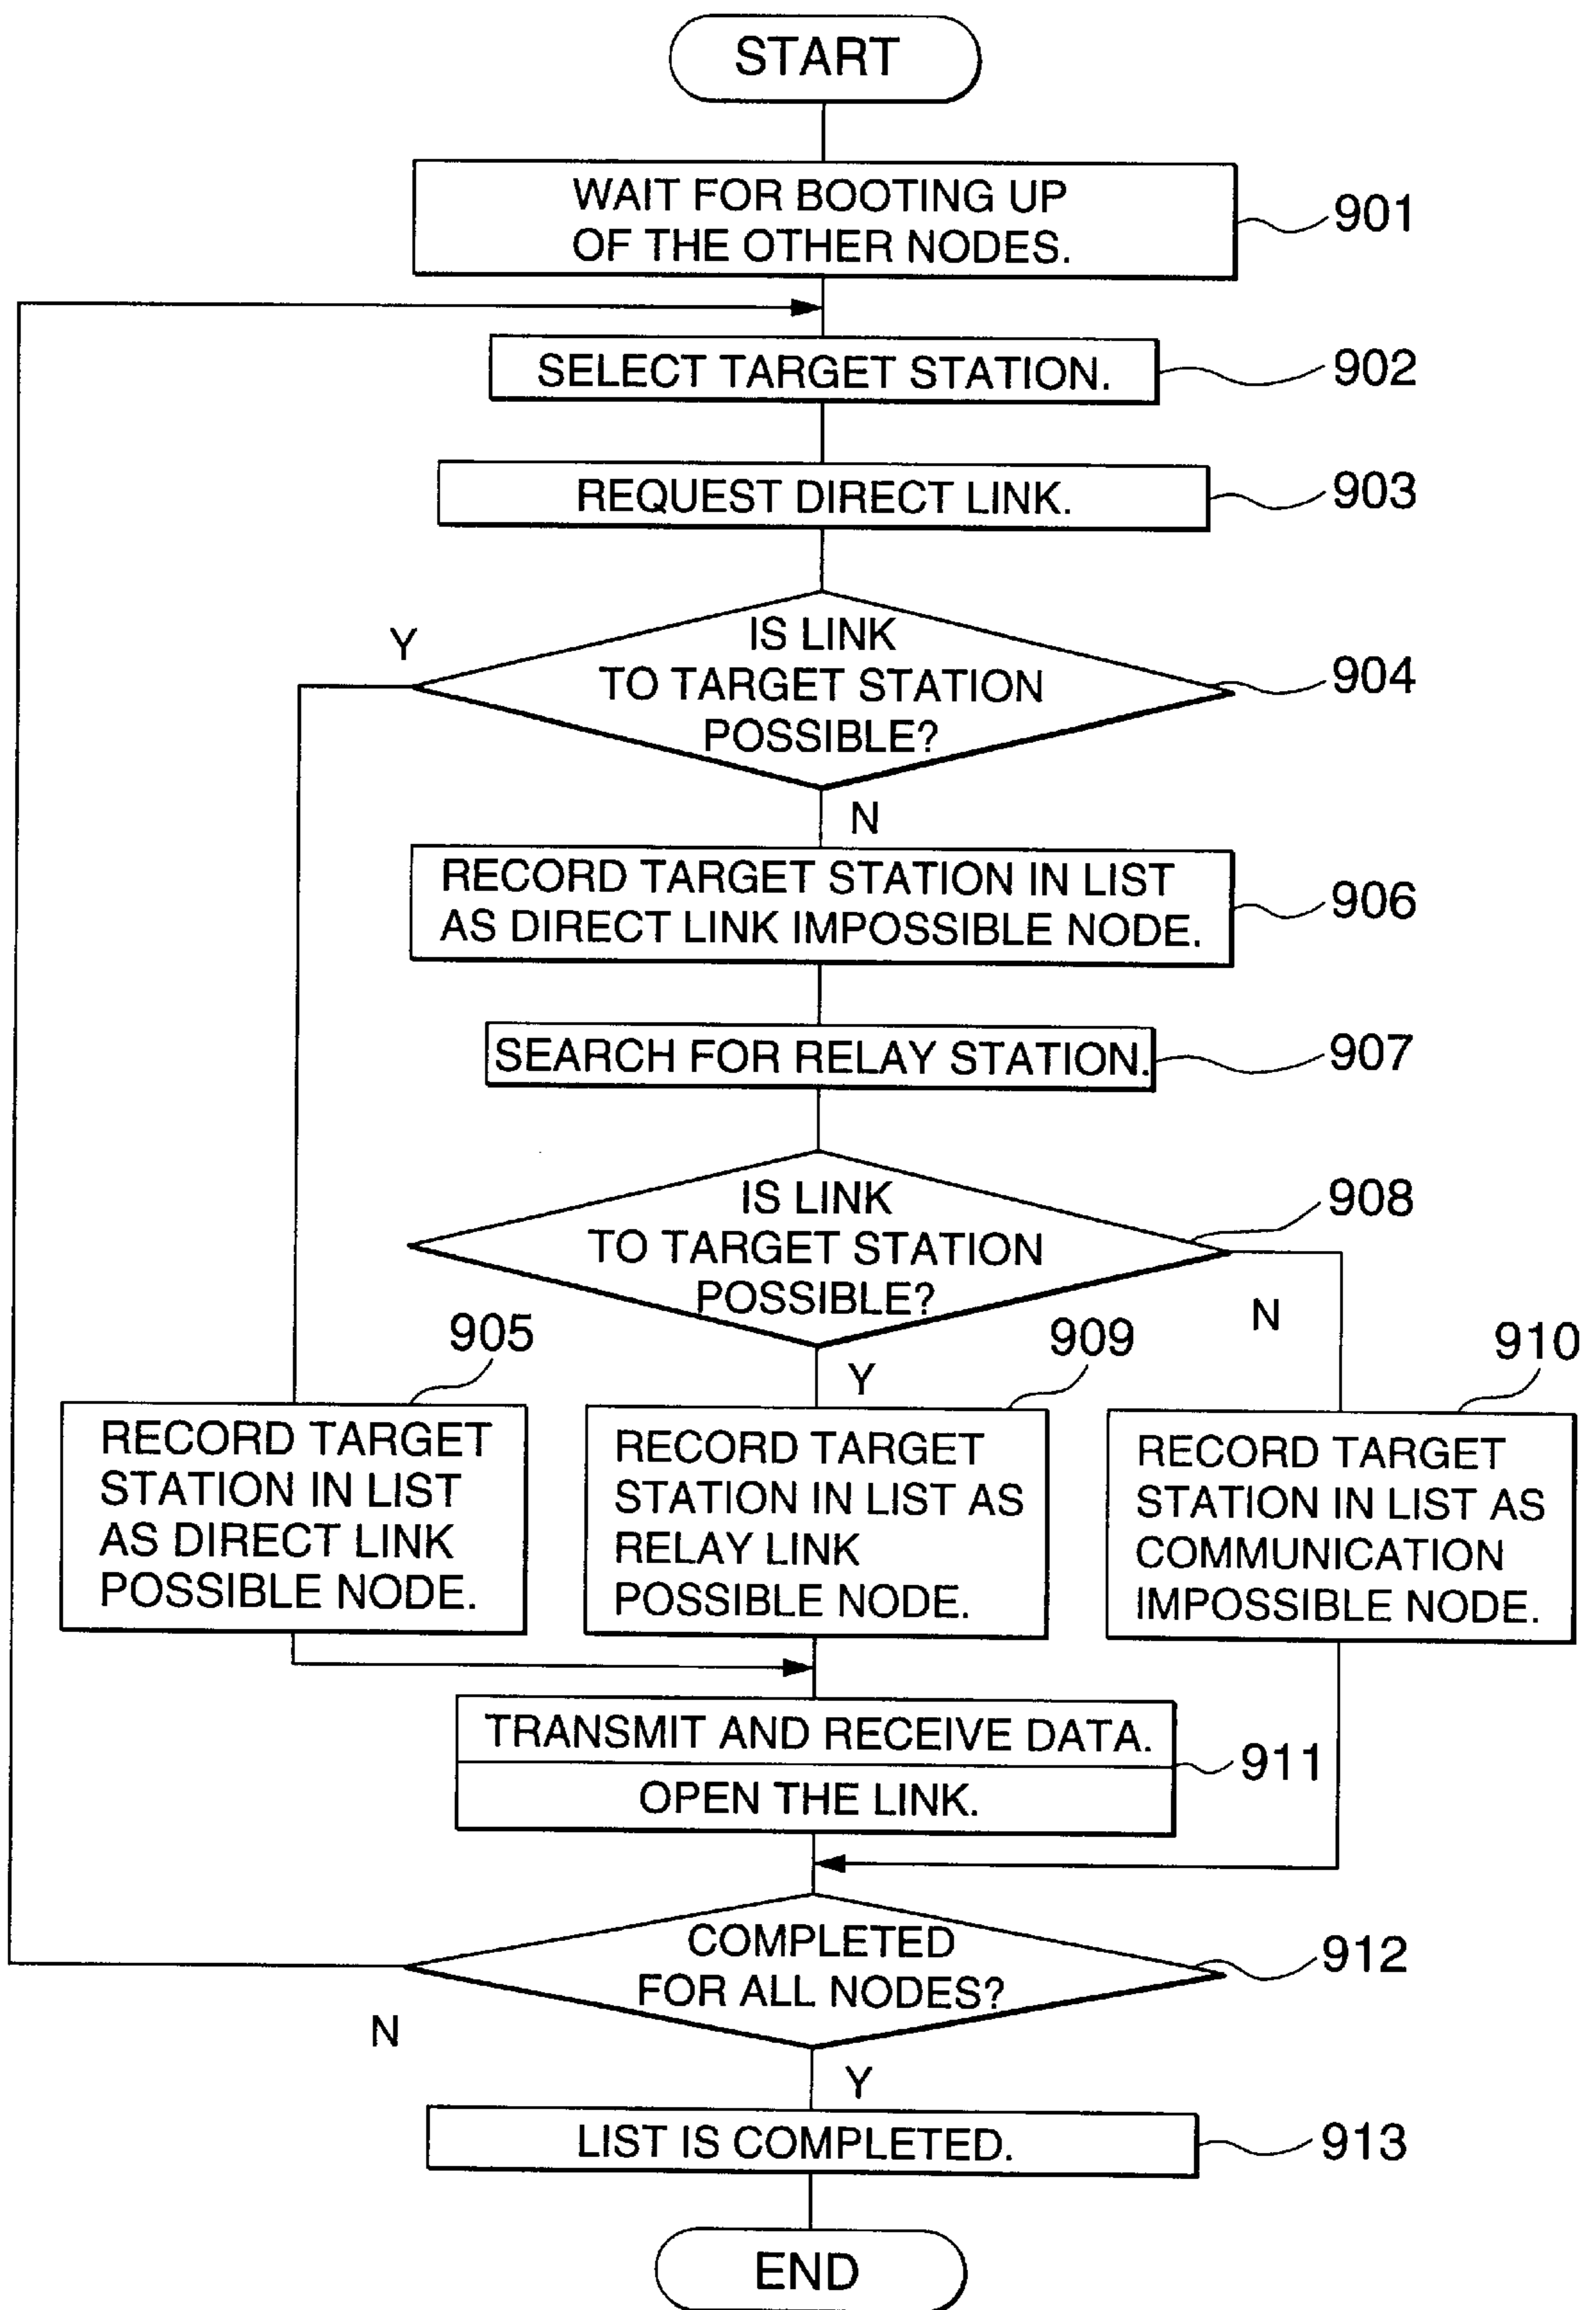 START
WAIT FOR BOOTING UP
OF THE OTHER NODES.
901
SELECT TARGET STATION.
902
REQUEST DIRECT LINK.
903
Y
IS LINK
TO TARGET STATION
POSSIBLE?
904
N
RECORD TARGET STATION IN LIST
AS DIRECT LINK IMPOSSIBLE NODE.
906
SEARCH FOR RELAY STATION.
907
IS LINK
TO TARGET STATION
POSSIBLE?
908
N
Y
905
RECORD TARGET
STATION IN LIST
AS DIRECT LINK
POSSIBLE NODE.
909
RECORD TARGET
STATION IN LIST AS
RELAY LINK
POSSIBLE NODE.
910
RECORD TARGET
STATION IN LIST AS
COMMUNICATION
IMPOSSIBLE NODE.
TRANSMIT AND RECEIVE DATA.
OPEN THE LINK.
911
COMPLETED
FOR ALL NODES?
912
N
Y
LIST IS COMPLETED.
913
END